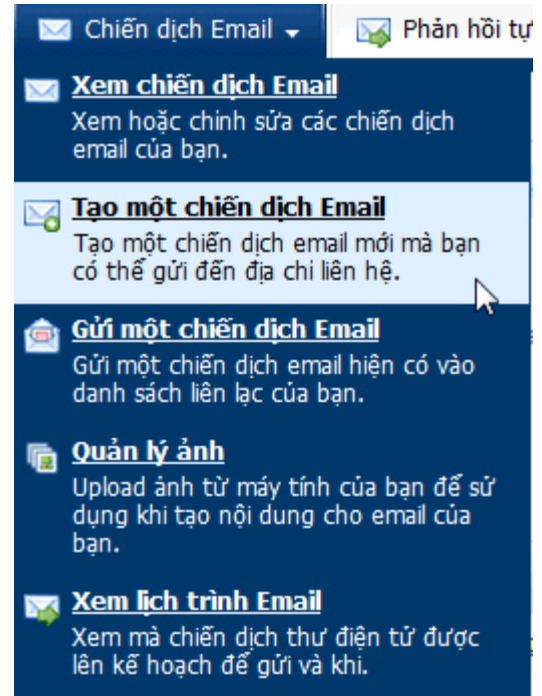 Chiến dịch Email
Phản hồi tự
Xem chiến dịch Email
Xem hoặc chỉnh sửa các chiến dịch
email của bạn.
Tạo một chiến dịch Email
Tạo một chiến dịch email mới mà bạn
có thể gửi đến địa chỉ liên hệ.
Gửi một chiến dịch Email
Gửi một chiến dịch email hiện có vào
danh sách liên lạc của bạn.
Quản lý ảnh
Upload ảnh từ máy tính của bạn để sử
dụng khi tạo nội dung cho email của
bạn.
Xem lịch trình Email
Xem mà chiến dịch thư điện tử được
lên kế hoạch để gửi và khi.